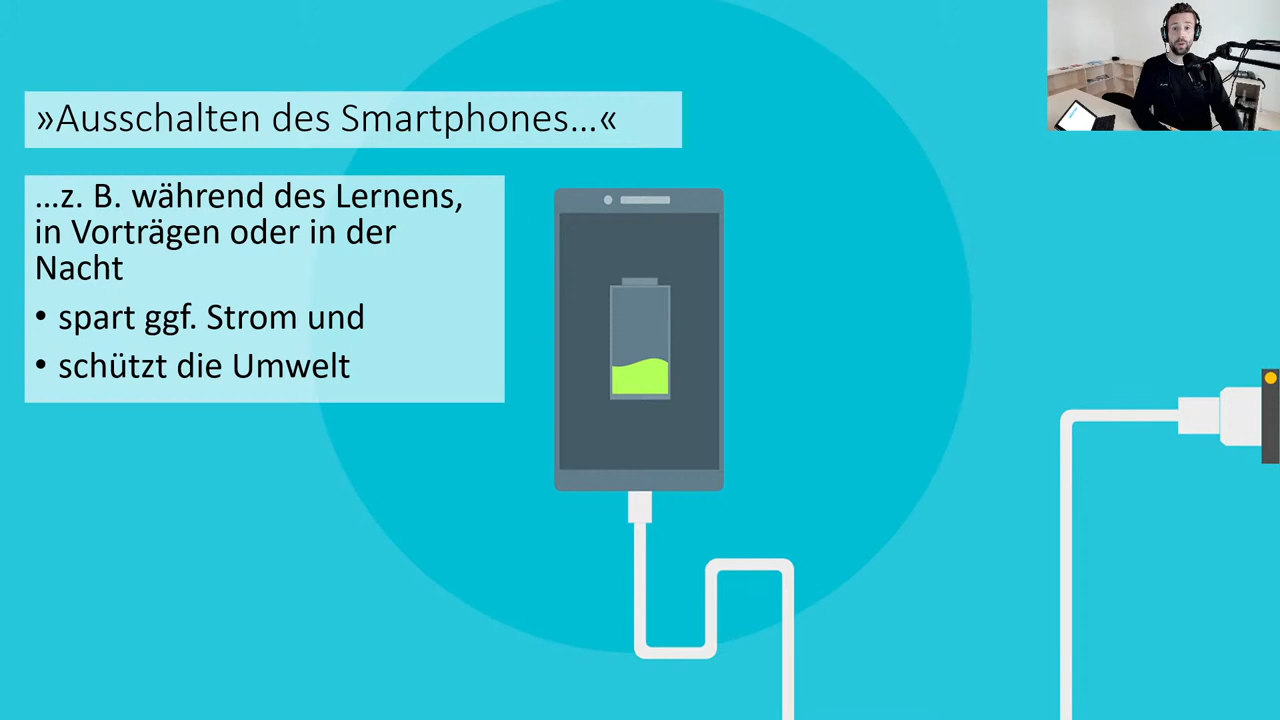 »Ausschalten des Smartphones…«
…z. B. während des Lernens,
in Vorträgen oder in der
Nacht
• spart ggf. Strom und
• schützt die Umwelt